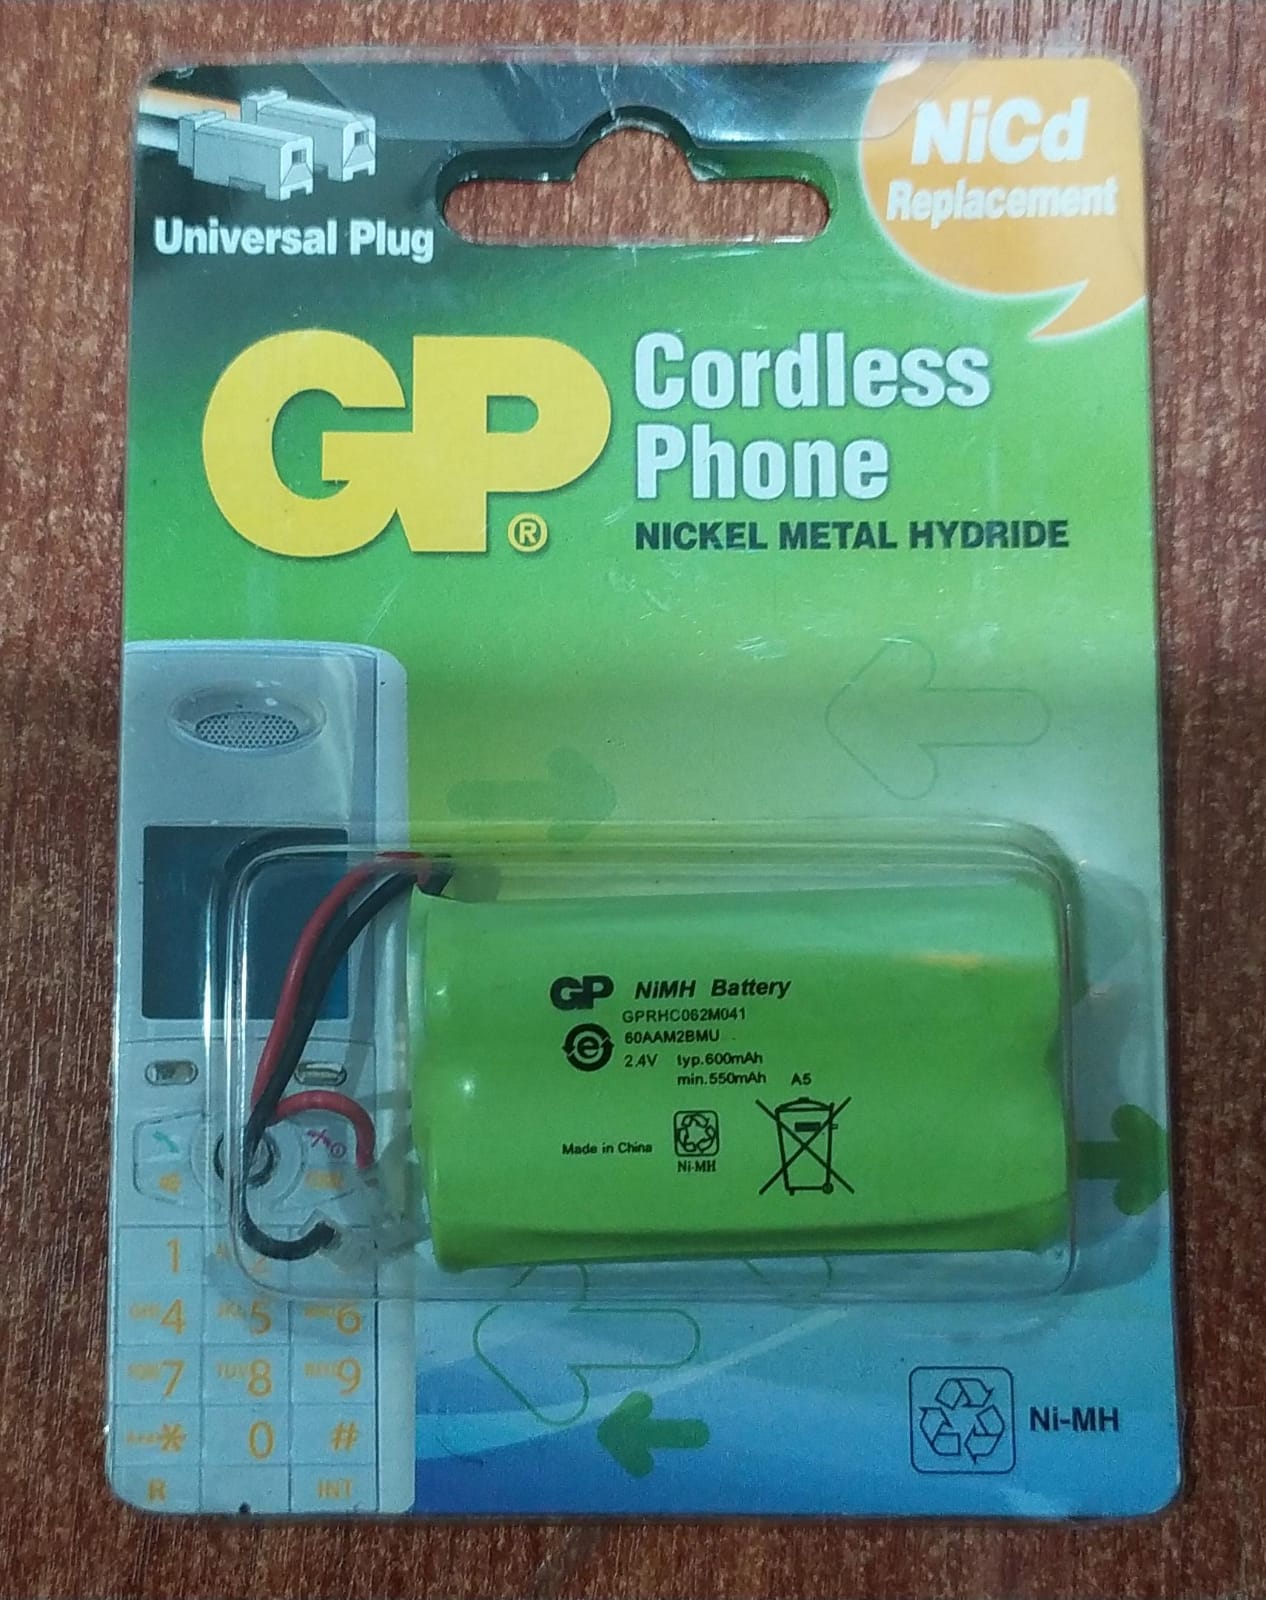 Universal Plug
NiCd
Replacement
GP®
Cordless
Phone
NICKEL METAL HYDRIDE
GP NiMH Battery
GPRHC062M041
60AAM2BMU
2.4V typ.600mAh
min.550mAh A5
Made in China
Ni-MH
1
4 5 6
7 8 9
* 0 #
R INT
Ni-MH